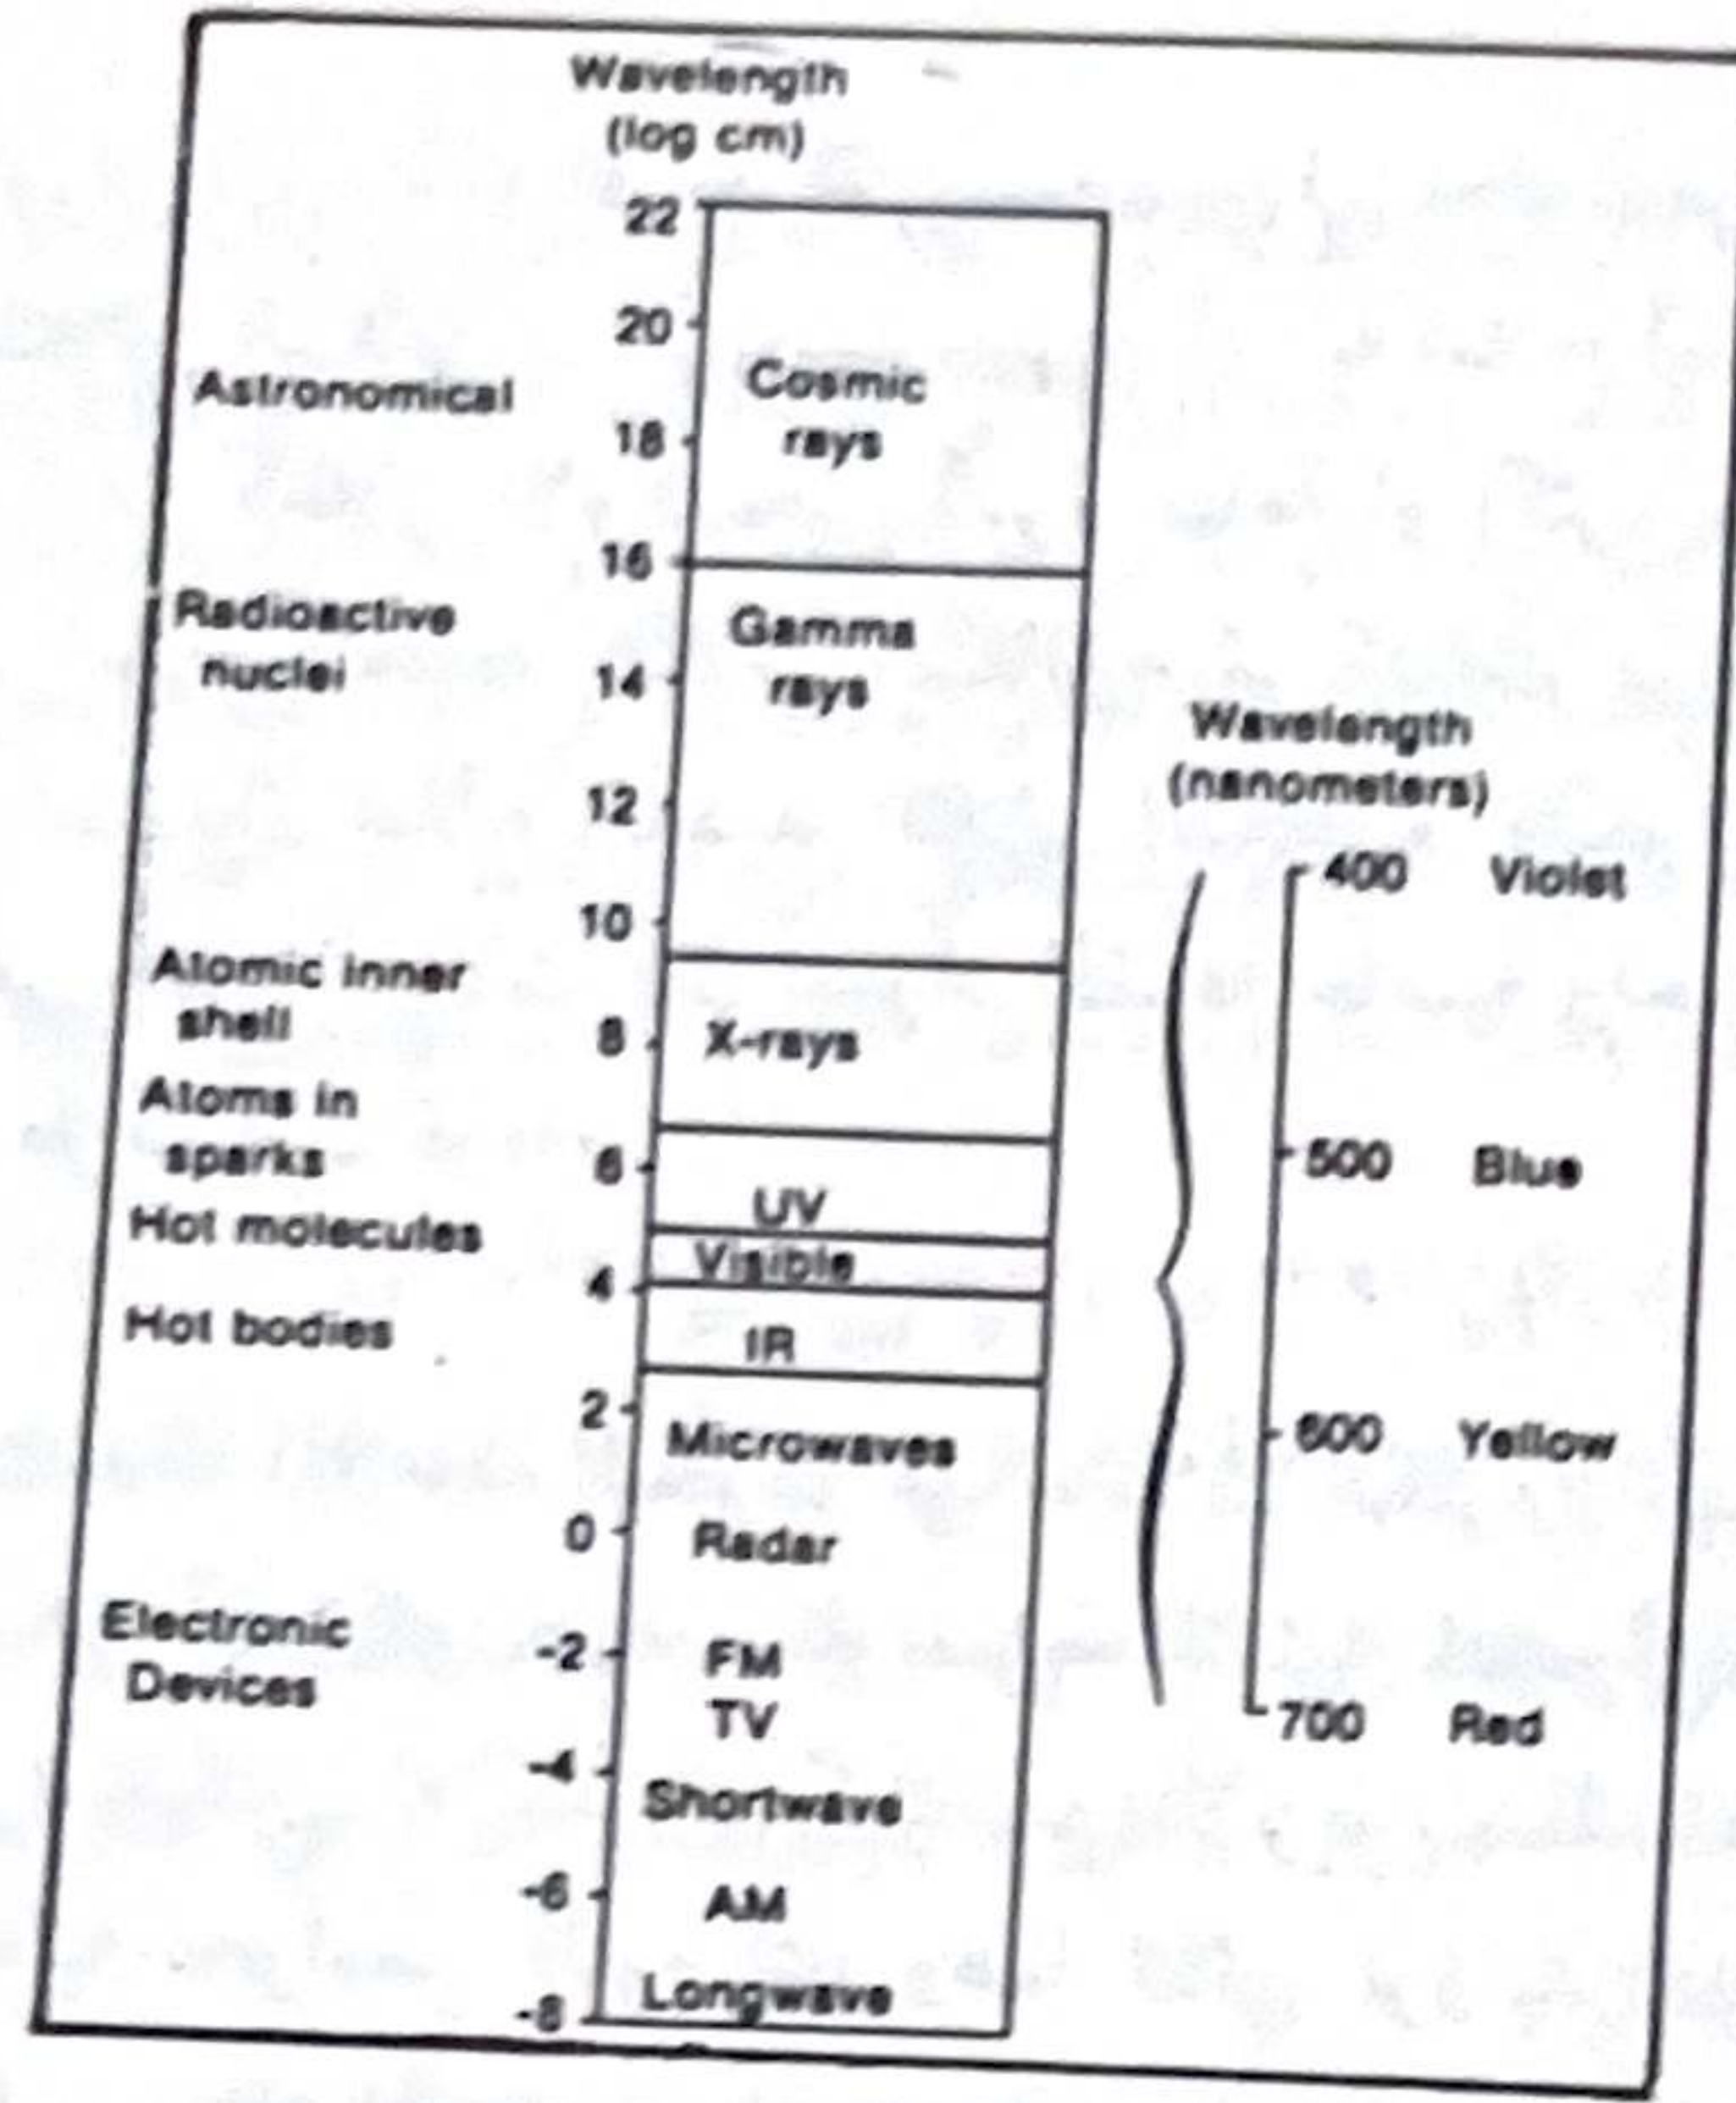 Wavelength
(log cm)
22
20
Astronomical
Cosmic
18
rays
16
Radioactive
nuclei
Gamma
14
rays
12
Wavelength
(nanometers)
400 Violet
10
Atomic inner
shell
8
X-rays
Atoms in
sparks
6
500 Blue
UV
Hot molecules
Visible
4
Hot bodies
IR
2
Microwaves
600 Yellow
0
Radar
Electronic
Devices
-2
FM
TV
700 Red
-4
Shortwave
-6
AM
-8
Longwave